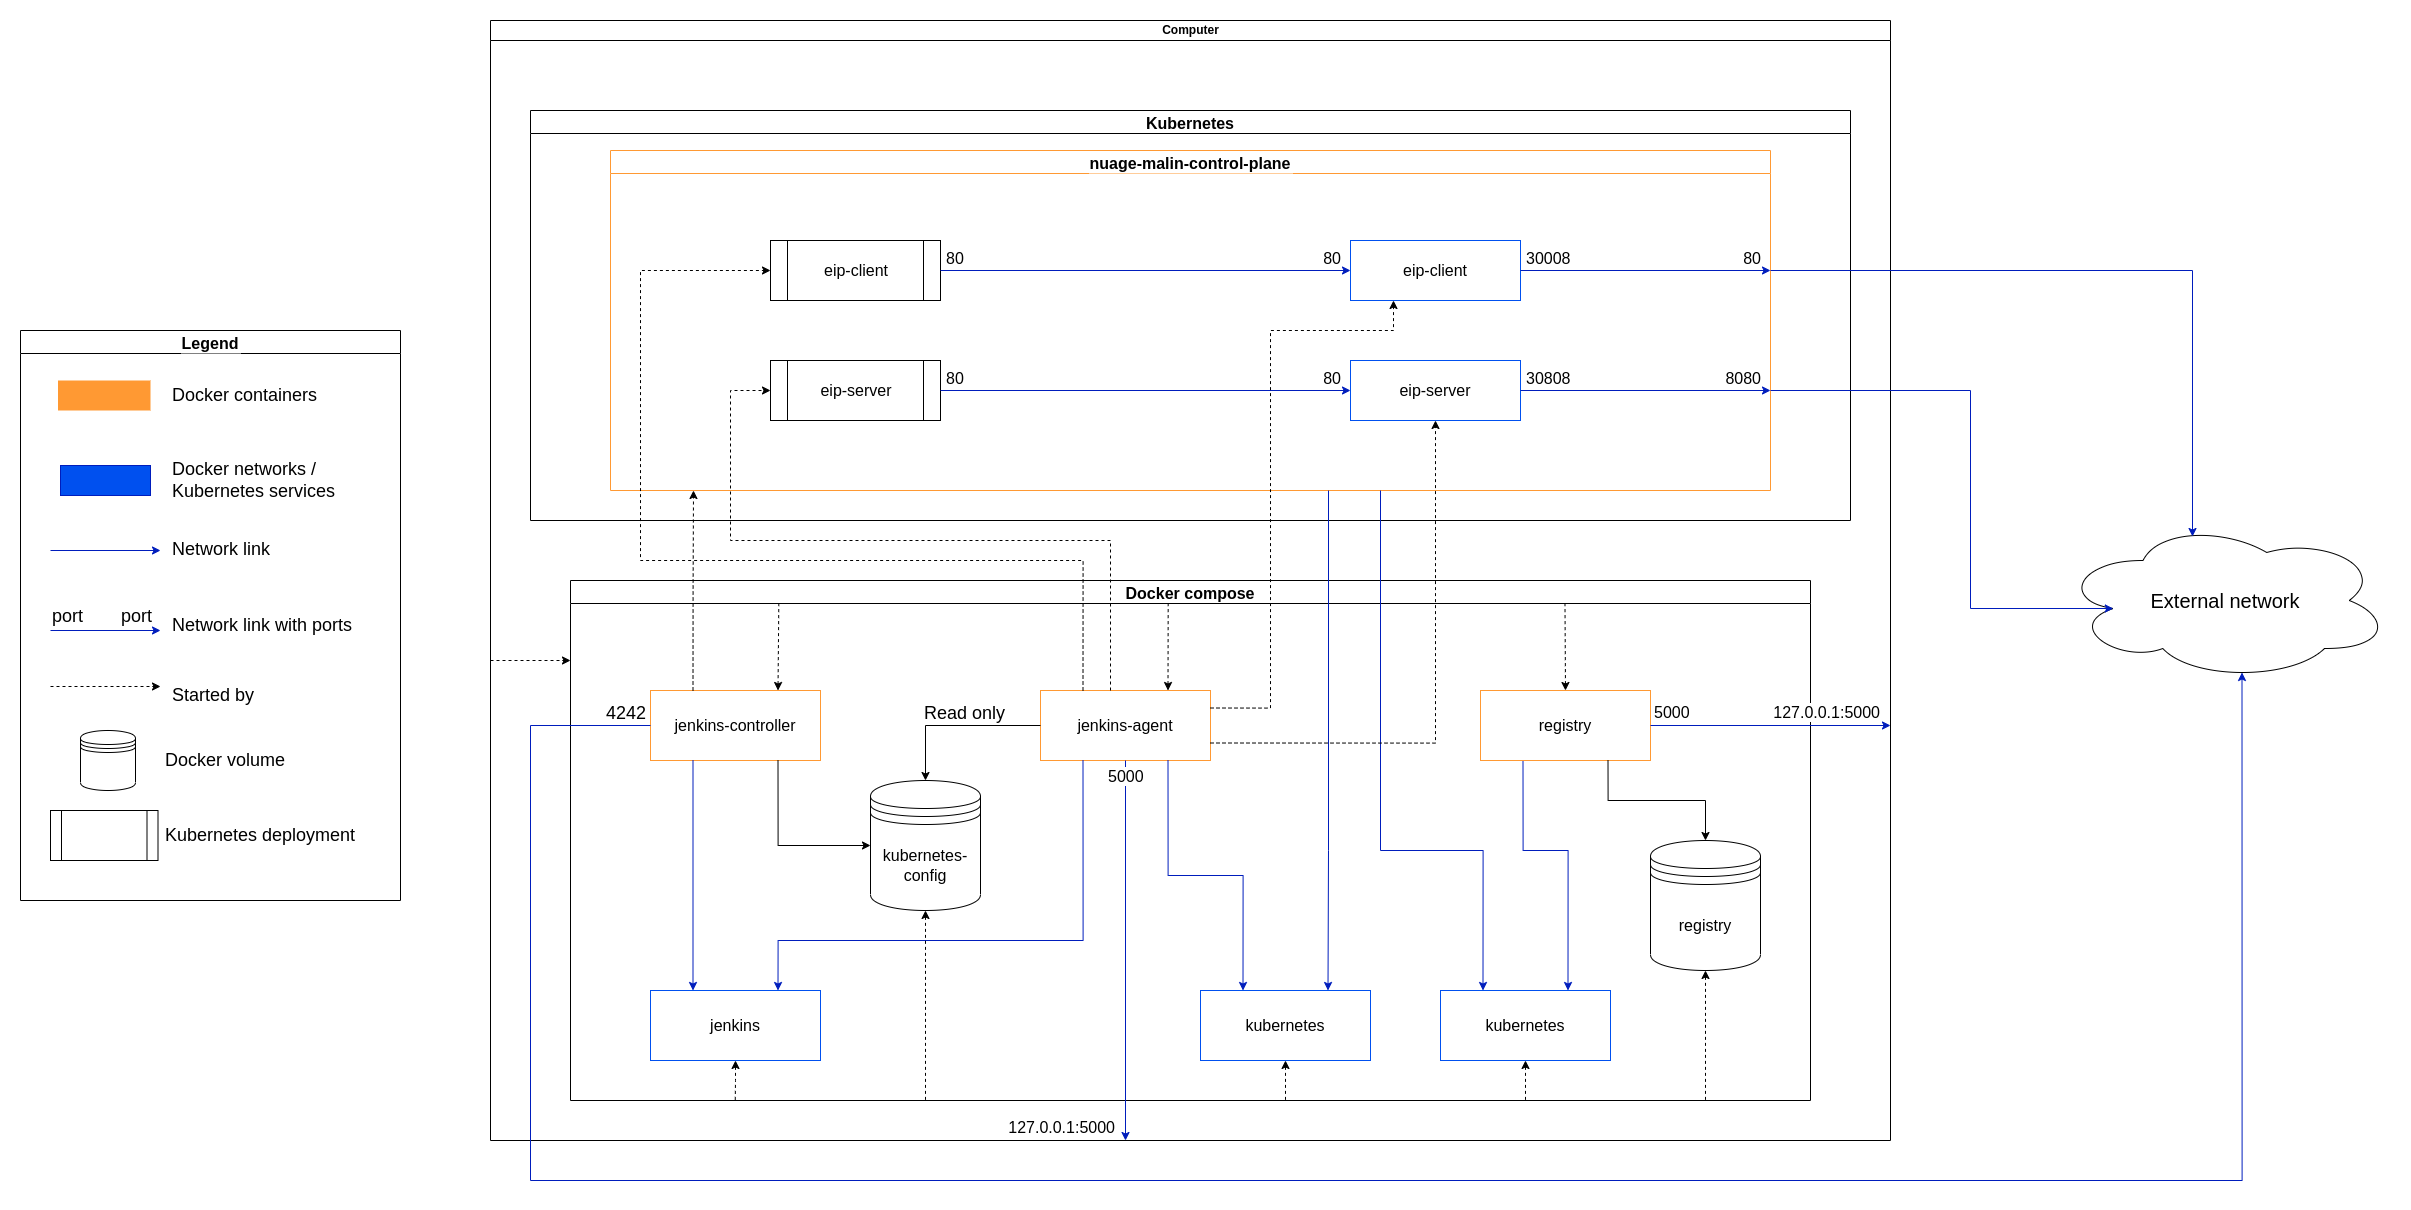 Computer
Kubernetes
nuage-malin-control-plane
eip-client
80
80
eip-client
30008
80
eip-server
80
80
eip-server
30808
8080
Legend
Docker containers
Docker networks /
Kubernetes services
Network link
port
port
Network link with ports
Started by
Docker volume
Kubernetes deployment
External network
Docker compose
4242
jenkins-controller
Read only
jenkins-agent
registry
5000
127.0.0.1:5000
5000
kubernetes-
config
registry
jenkins
kubernetes
kubernetes
127.0.0.1:5000